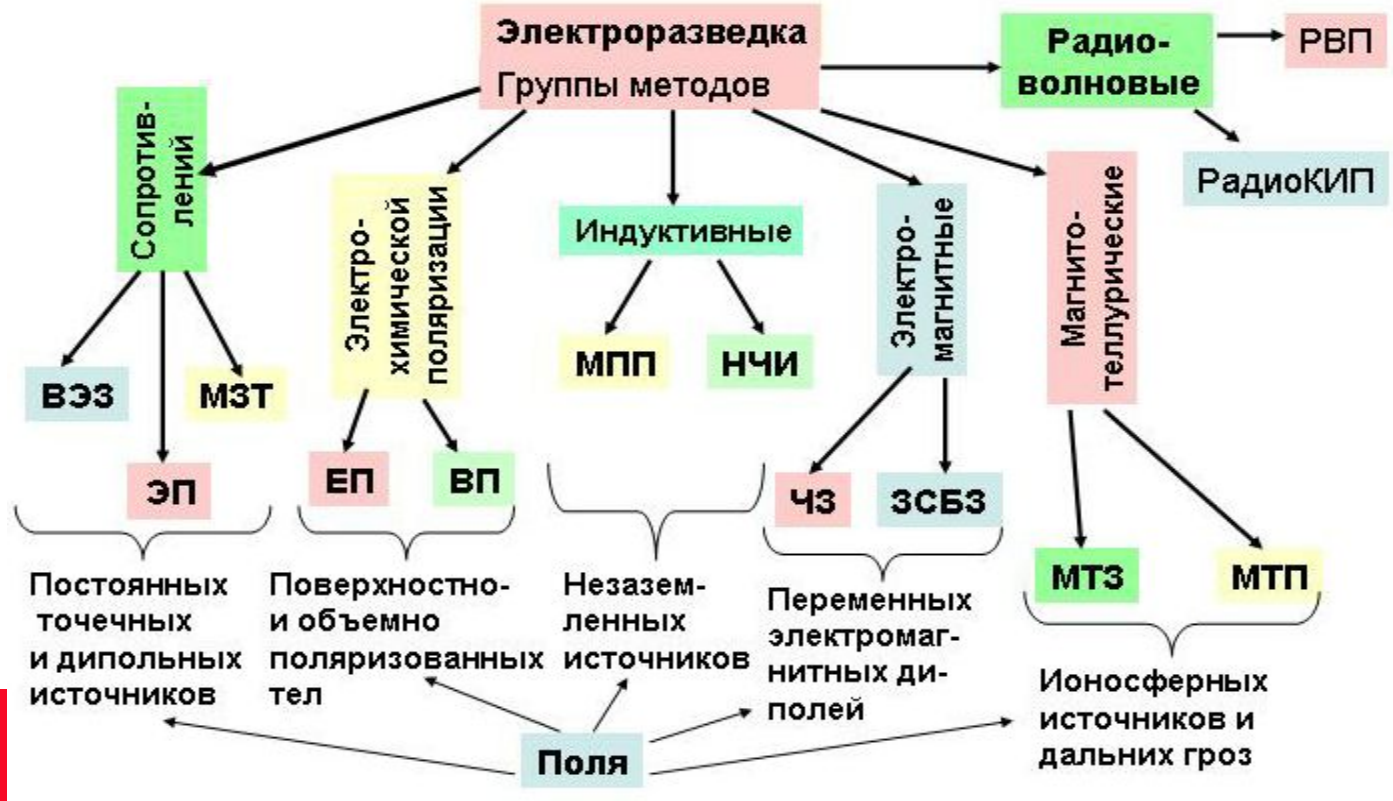 Электроразведка
Группы методов
Радио-
волновые
РВП
РадиоКИП
Сопротив-
лений
Электро-
химической
поляризации
Индуктивные
Электро-
магнитные
Магнито-
теллурические
ВЭЗ
МЗТ
ЭП
ЕП
ВП
МПП
НЧИ
ЧЗ
ЗСБЗ
МТЗ
МТП
Постоянных
точечных
и дипольных
источников
Поверхностно-
и объемно
поляризованных
тел
Незазем-
ленных
источников
Переменных
электромаг-
нитных ди-
полей
Ионосферных
источников и
дальних гроз
Поля